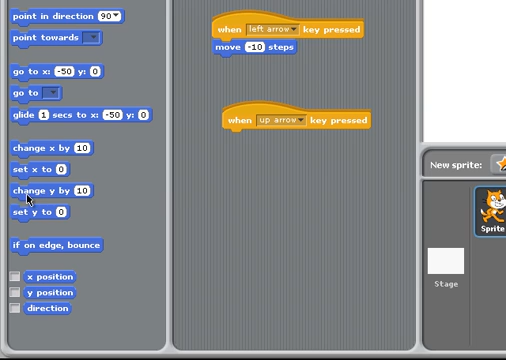 point in direction 90
point towards
go to x: -50 y: 0
go to
glide 1 secs to x: -50 y: 0
change x by 10
set x to 0
change y by 10
set y to 0
if on edge, bounce
x position
y position
direction
when left arrow key pressed
move -10 steps
when up arrow key pressed
New sprite:
Sprite
Stage